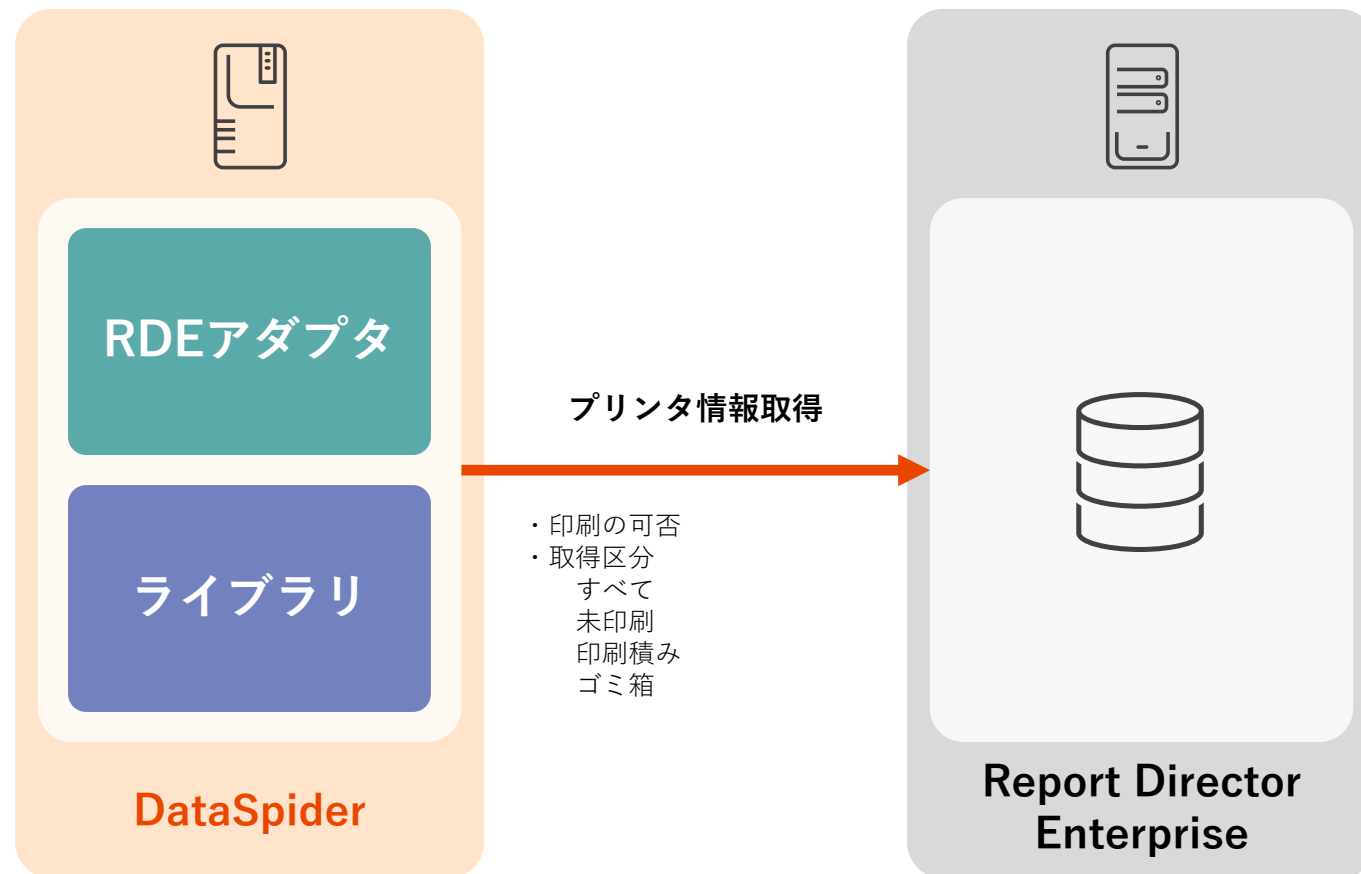 RDEアダプタ
ライブラリ
DataSpider
プリンタ情報取得
・印刷の可否
・取得区分
すべて
未印刷
印刷積み
ゴミ箱
Report Director
Enterprise